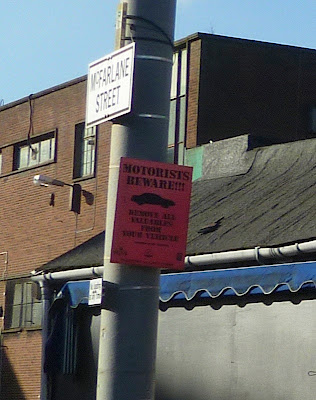 McFARLANE
STREET
MOTORISTS
BEWARE!!!
REMOVE ALL
VALUABLES
FROM
YOUR VEHICLE